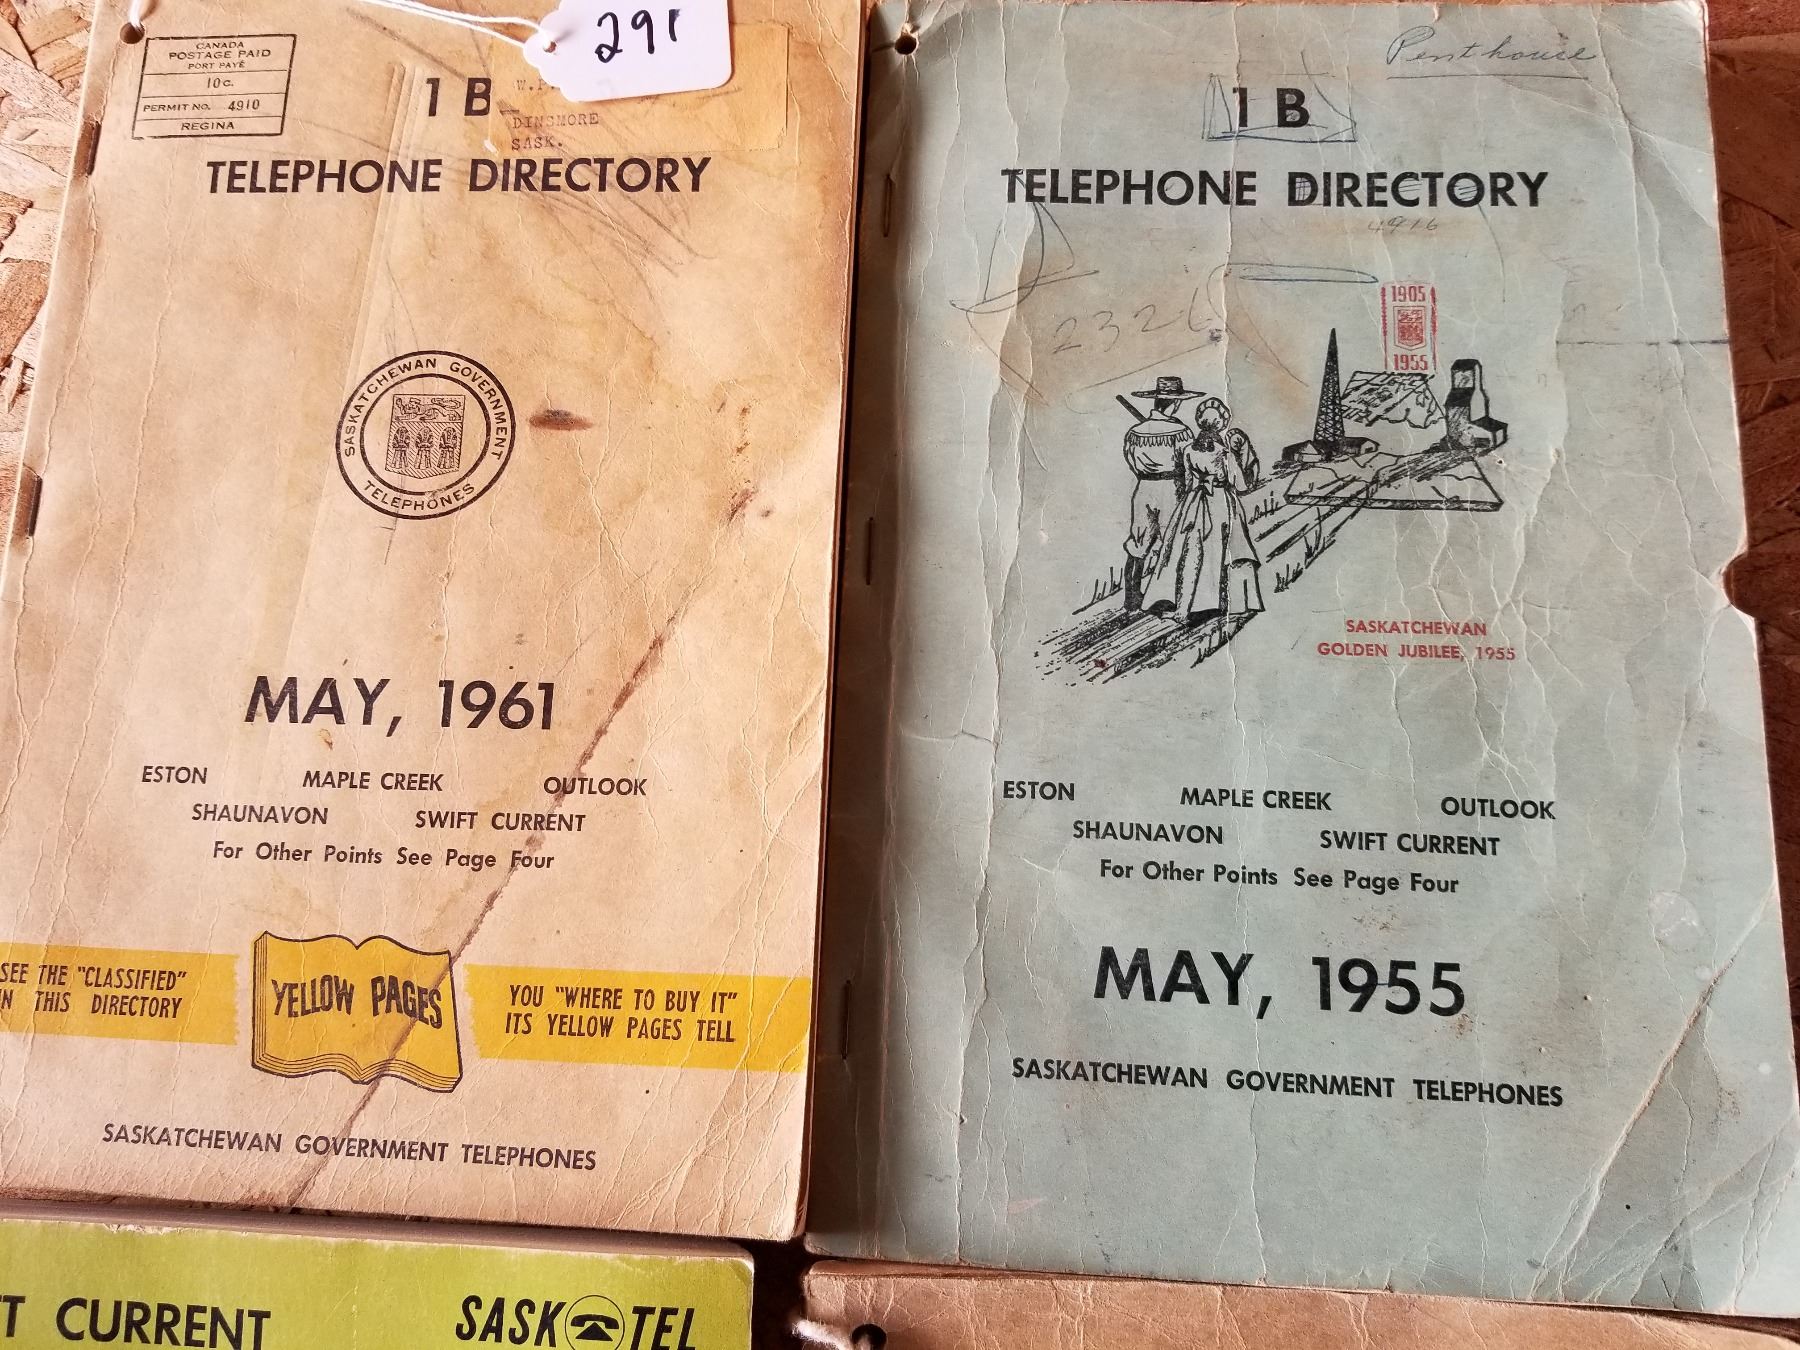 291
CANADA
POSTAGE PAID
PORT PAYÉ
10c.
PERMIT NO. 4910
REGINA
1 B
DINSMORE
SASK.
TELEPHONE DIRECTORY
SASKATCHEWAN GOVERNMENT
TELEPHONES
MAY, 1961
ESTON MAPLE CREEK OUTLOOK
SHAUNAVON SWIFT CURRENT
For Other Points See Page Four
SEE THE "CLASSIFIED"
IN THIS DIRECTORY
YELLOW PAGES
YOU "WHERE TO BUY IT"
ITS YELLOW PAGES TELL
SASKATCHEWAN GOVERNMENT TELEPHONES
Penthouse
1 B
TELEPHONE DIRECTORY
4916
2326
1905
1955
SASKATCHEWAN
GOLDEN JUBILEE, 1955
ESTON MAPLE CREEK OUTLOOK
SHAUNAVON SWIFT CURRENT
For Other Points See Page Four
MAY, 1955
SASKATCHEWAN GOVERNMENT TELEPHONES
T CURRENT
SASK TEL